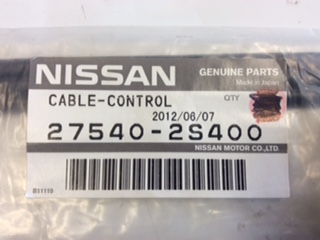 NISSAN
GENUINE PARTS
Made in Japan
CABLE-CONTROL
QTY
2012/06/07
27540-2S400
NISSAN MOTOR CO.,LTD.